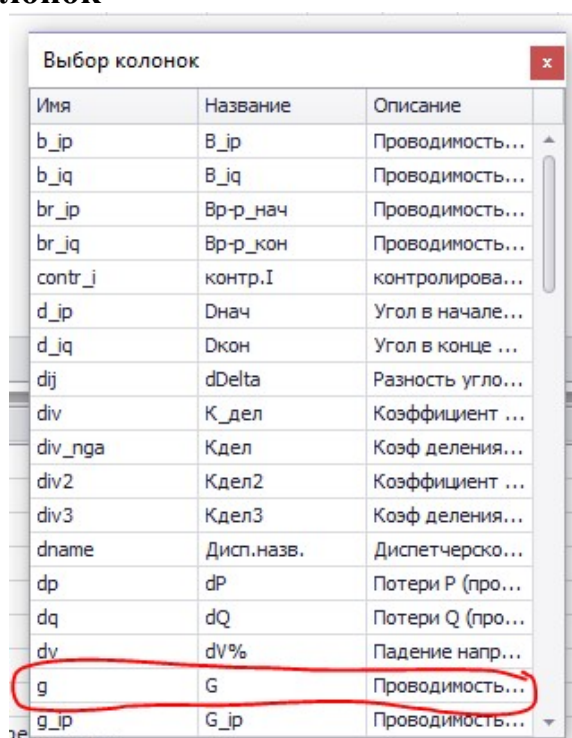 лонок
Выбор колонок x
Имя Название Описание
b_ip B_ip Проводимость...
b_iq B_iq Проводимость...
br_ip Вр-р_нач Проводимость...
br_iq Вр-р_кон Проводимость...
contr_i контр.I контролирова...
d_ip Dнач Угол в начале...
d_iq Dкон Угол в конце ...
dij dDelta Разность угло...
div К_дел Коэффициент ...
div_nga Кдел Коэф деления...
div2 Кдел2 Коэффициент ...
div3 Кдел3 Коэф деления...
dname Дисп.назв. Диспетчерско...
dp dP Потери P (про...
dq dQ Потери Q (про...
dv dV% Падение напр...
g G Проводимость...
g_ip G_ip Проводимость...